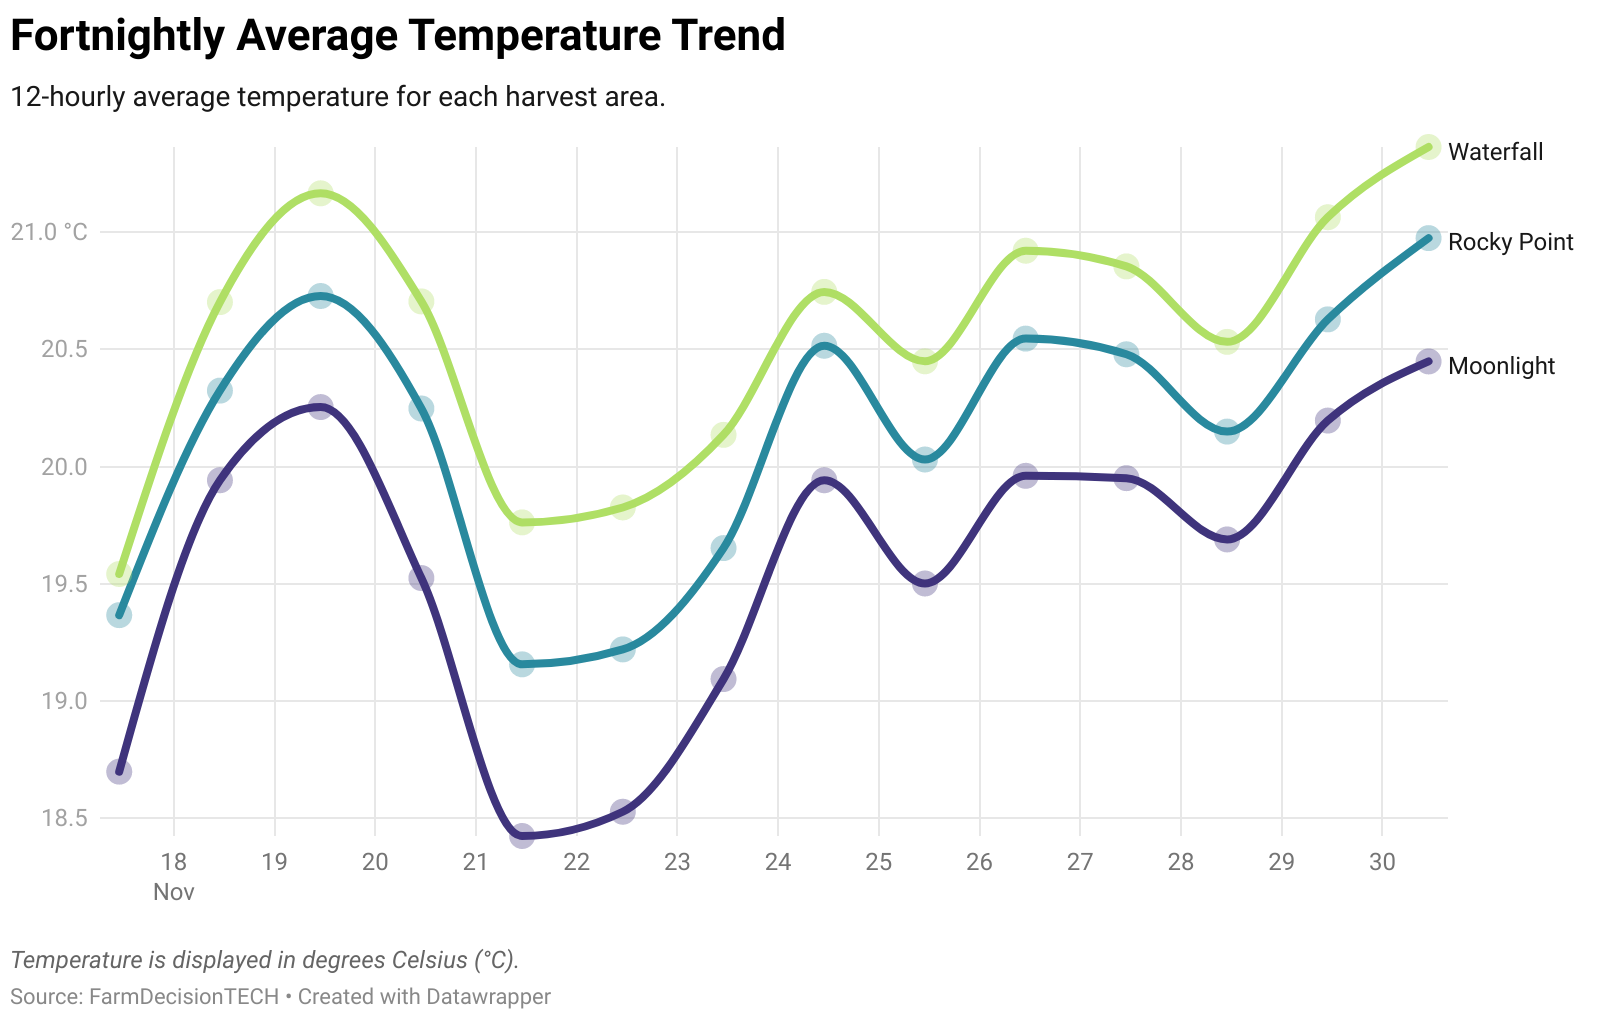 Fortnightly Average Temperature Trend
12-hourly average temperature for each harvest area.
Waterfall
21.0 °C
Rocky Point
20.5
Moonlight
20.0
19.5
19.0
18.5
18 19 20 21 22 23 24 25 26 27 28 29 30
Nov
Temperature is displayed in degrees Celsius (°C).
Source: FarmDecisionTECH • Created with Datawrapper